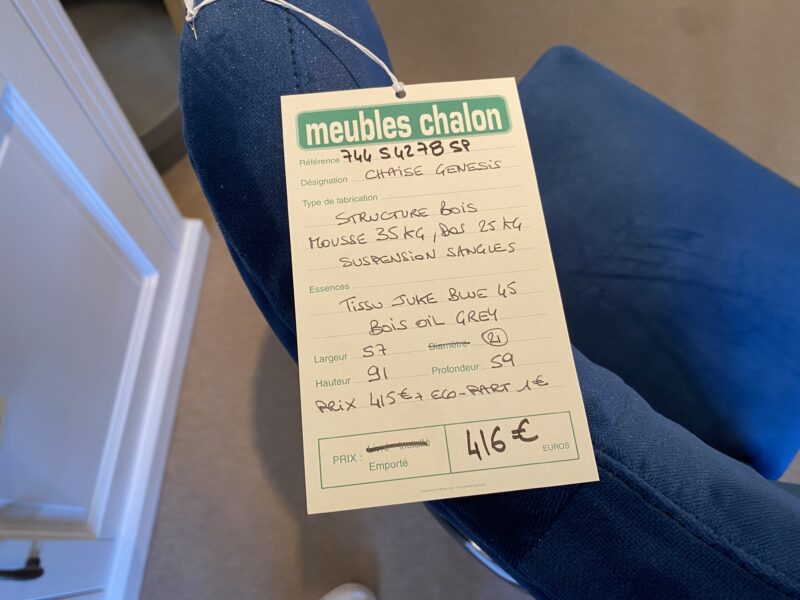 meubles chalon
Référence 744 S4278 SP
Désignation CHAISE GENESIS
Type de fabrication
STRUCTURE BOIS
MOUSSE 35 KG, DOS 25 KG
SUSPENSION SANGLES
Essences
TISSU JUKE BLUE 45
BOIS OIL GREY
Largeur 57 Diamètre 21
Hauteur 91 Profondeur 59
PRIX 415€ + ECO-PART 1€
PRIX : Livré - Installé 416 €
Emporté EUROS